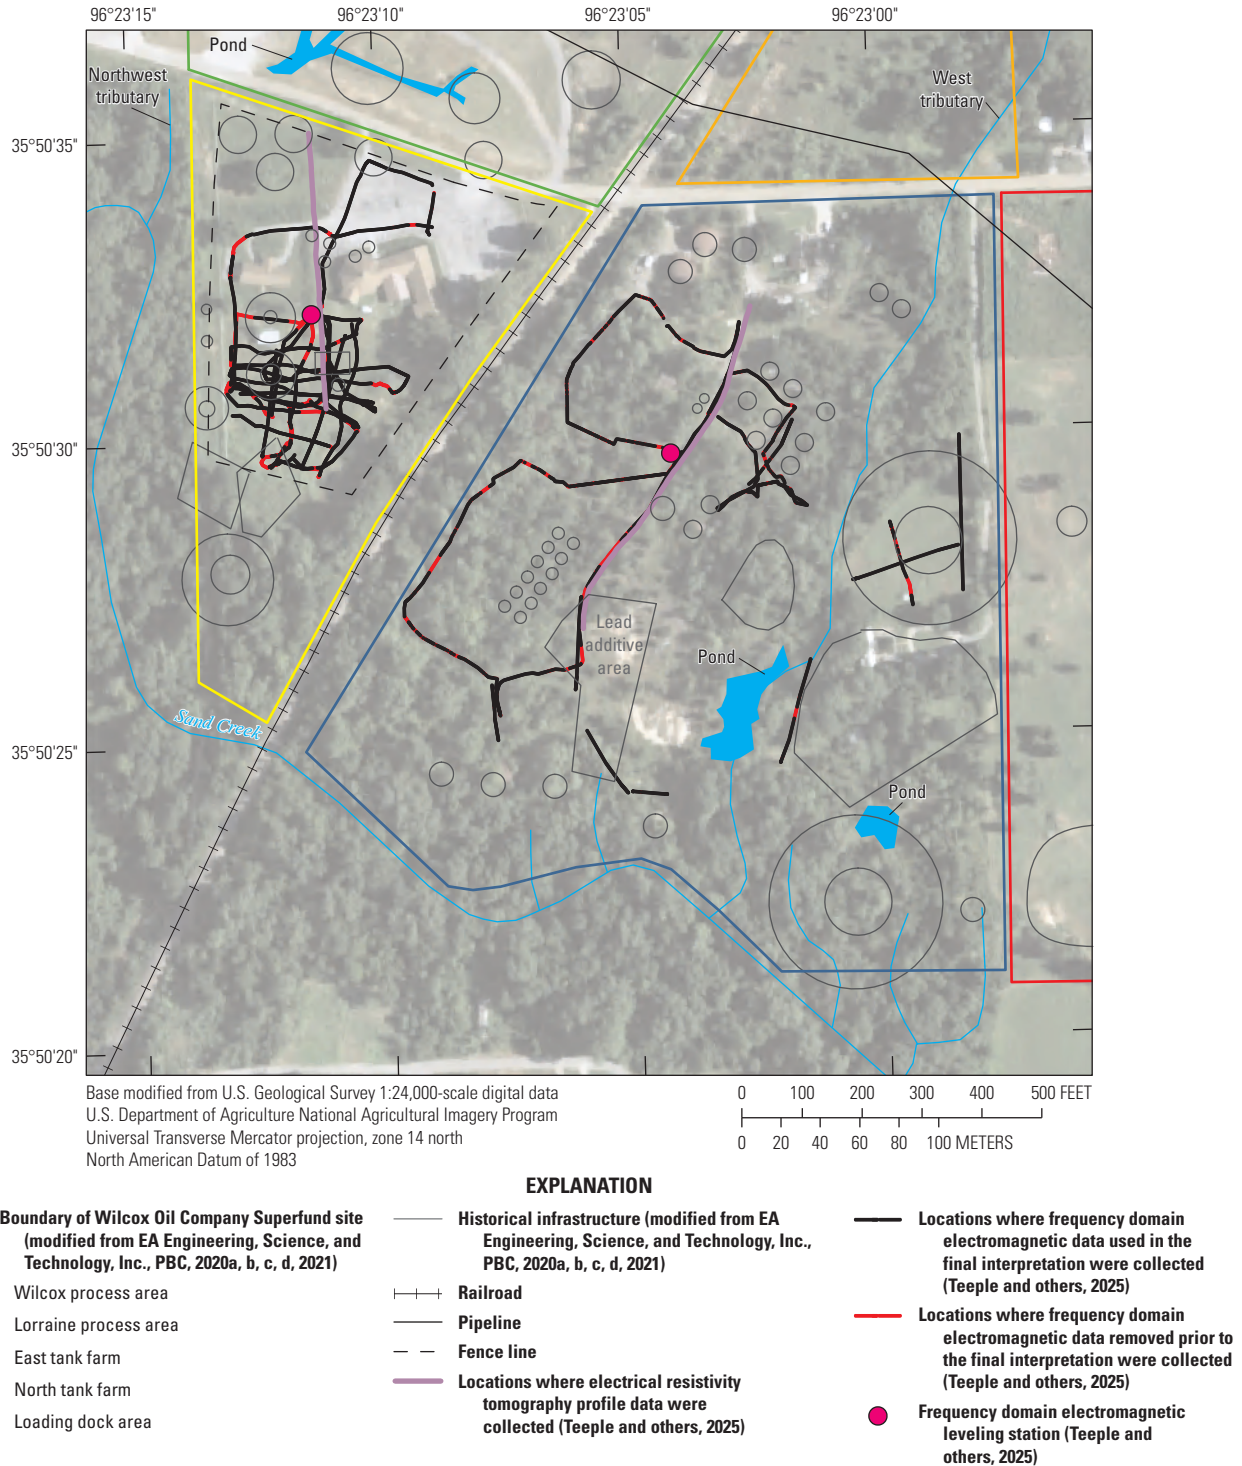 96°23'15"
96°23'10"
96°23'05"
96°23'00"
Pond
Northwest
tributary
West
tributary
35°50'35"
35°50'30"
Lead
additive
area
Pond
Sand Creek
35°50'25"
Pond
35°50'20"
Base modified from U.S. Geological Survey 1:24,000-scale digital data
U.S. Department of Agriculture National Agricultural Imagery Program
Universal Transverse Mercator projection, zone 14 north
North American Datum of 1983
0 100 200 300 400 500 FEET
0 20 40 60 80 100 METERS
EXPLANATION
Boundary of Wilcox Oil Company Superfund site
(modified from EA Engineering, Science, and
Technology, Inc., PBC, 2020a, b, c, d, 2021)
Wilcox process area
Lorraine process area
East tank farm
North tank farm
Loading dock area
Historical infrastructure (modified from EA
Engineering, Science, and Technology, Inc.,
PBC, 2020a, b, c, d, 2021)
Railroad
Pipeline
Fence line
Locations where electrical resistivity
tomography profile data were
collected (Teeple and others, 2025)
Locations where frequency domain
electromagnetic data used in the
final interpretation were collected
(Teeple and others, 2025)
Locations where frequency domain
electromagnetic data removed prior to
the final interpretation were collected
(Teeple and others, 2025)
Frequency domain electromagnetic
leveling station (Teeple and
others, 2025)